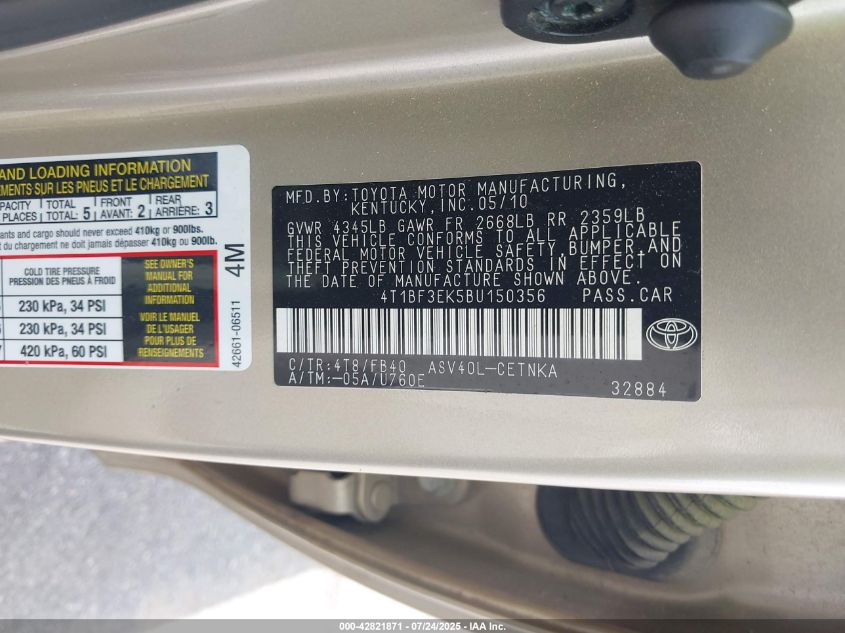 AND LOADING INFORMATION
EMENTS SUR LES PNEUS ET LE CHARGEMENT
TOTAL FRONT REAR
PLACES TOTAL: 5 AVANT: 2 ARRIÈRE: 3
and cargo should never exceed 410kg or 900lbs.
du chargement ne doit jamais dépasser 410kg ou 900lb.
COLD TIRE PRESSURE
PRESSION DES PNEUS À FROID
230 kPa, 34 PSI
230 kPa, 34 PSI
420 kPa, 60 PSI
SEE OWNER'S
MANUAL FOR
ADDITIONAL
INFORMATION
VOIR LE MANUEL
DE L'USAGER
POUR PLUS DE
RENSEIGNEMENTS
4M
42661-06511
MFD.BY:TOYOTA MOTOR MANUFACTURING,
KENTUCKY, INC.05/10
GVWR 4345LB GAWR FR 2668LB RR 2359LB
THIS VEHICLE CONFORMS TO ALL APPLICABLE
FEDERAL MOTOR VEHICLE SAFETY,BUMPER,AND
THEFT PREVENTION STANDARDS IN EFFECT ON
THE DATE OF MANUFACTURE SHOWN ABOVE.
4T1BF3EK5BU150356 PASS.CAR
C/TR:4T8/FB40 ASV40L-CETNKA
A/TM:-05A/U760E
32884
000-42821871 - 07/24/2025 - IAA Inc.